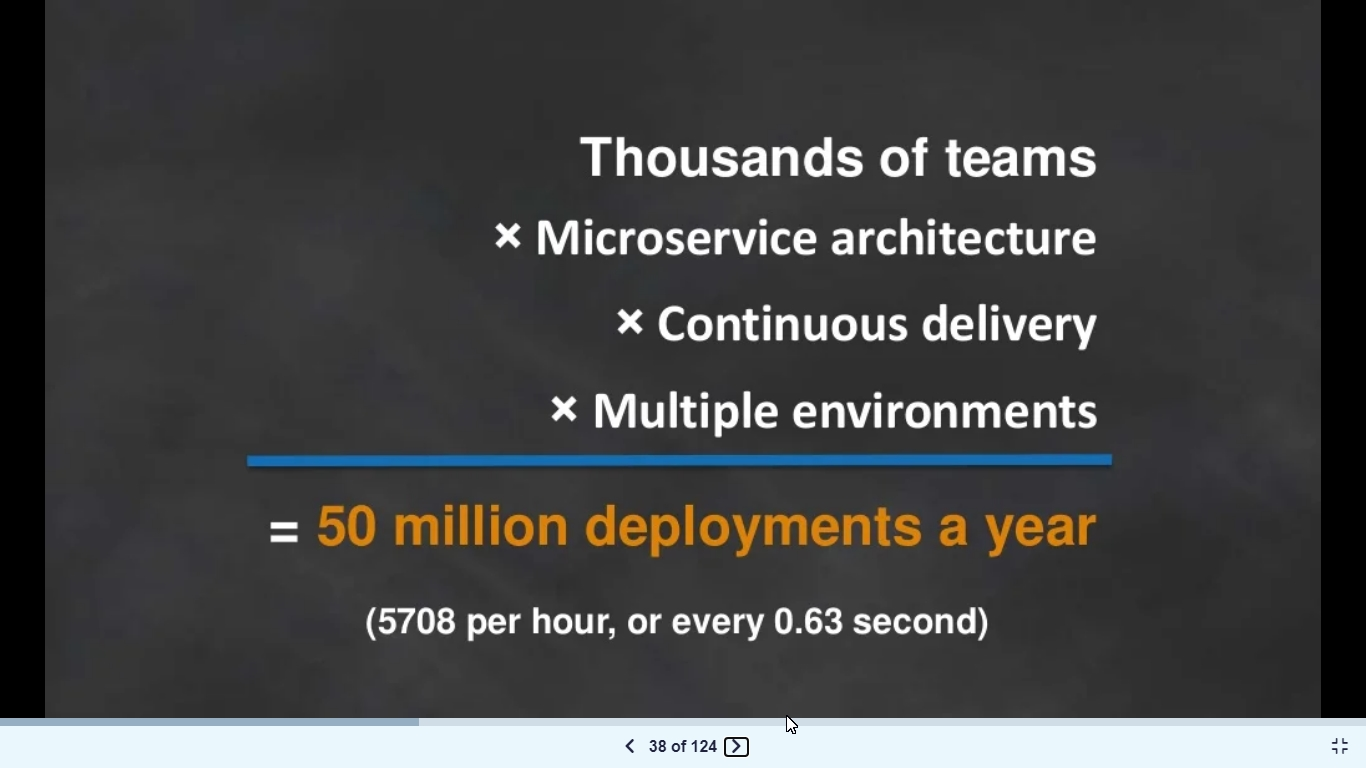 Thousands of teams
× Microservice architecture
× Continuous delivery
× Multiple environments
= 50 million deployments a year
(5708 per hour, or every 0.63 second)
38 of 124